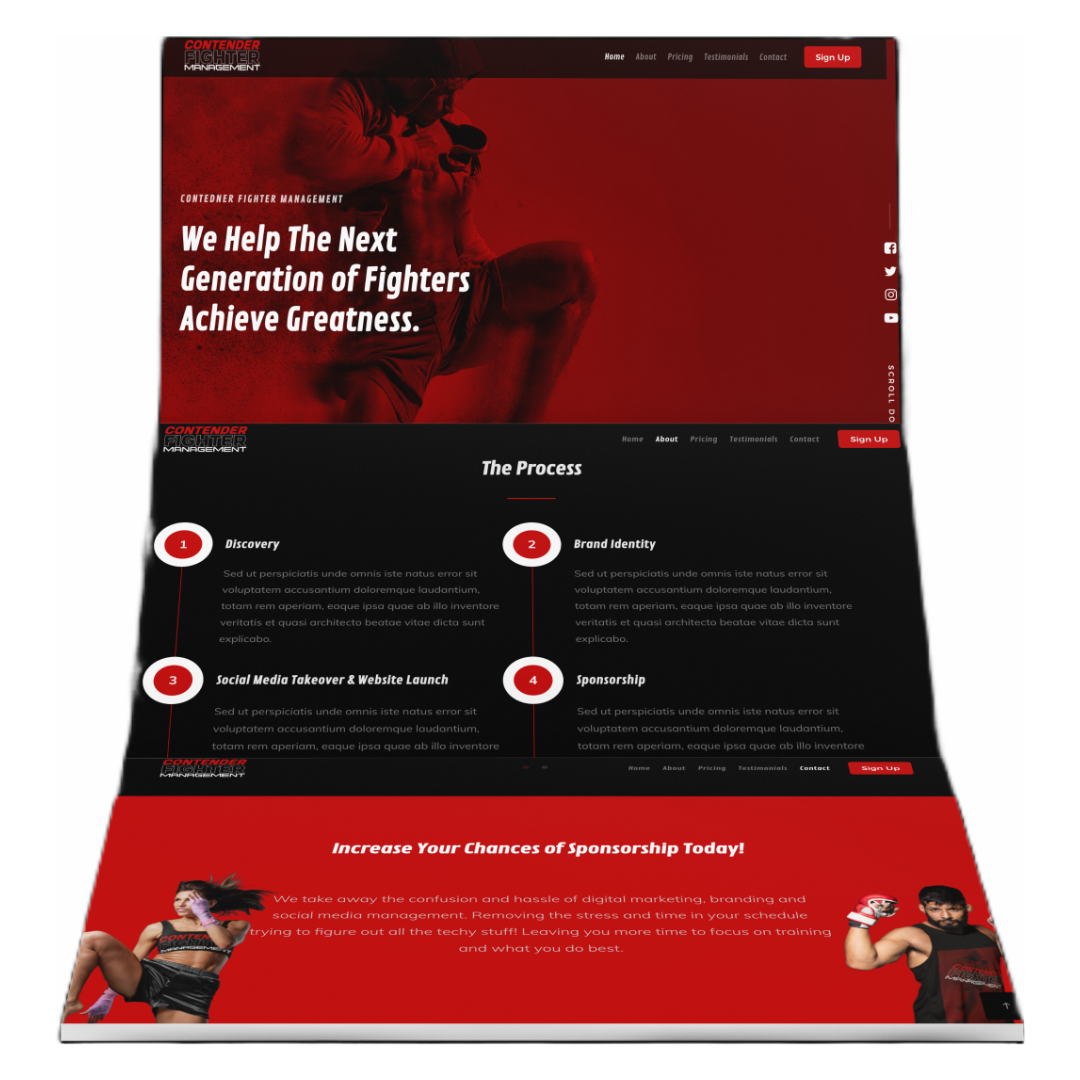 CONTENDER
FIGHTER
MANAGEMENT
Home About Pricing Testimonials Contact Sign Up
CONTEDNER FIGHTER MANAGEMENT
We Help The Next
Generation of Fighters
Achieve Greatness.
SCROLL DO
CONTENDER
FIGHTER
MANAGEMENT
Home About Pricing Testimonials Contact Sign Up
The Process
1 Discovery
Sed ut perspiciatis unde omnis iste natus error sit
voluptatem accusantium doloremque laudantium,
totam rem aperiam, eaque ipsa quae ab illo inventore
veritatis et quasi architecto beatae vitae dicta sunt
explicabo.
2 Brand Identity
Sed ut perspiciatis unde omnis iste natus error sit
voluptatem accusantium doloremque laudantium,
totam rem aperiam, eaque ipsa quae ab illo inventore
veritatis et quasi architecto beatae vitae dicta sunt
explicabo.
3 Social Media Takeover & Website Launch
Sed ut perspiciatis unde omnis iste natus error sit
voluptatem accusantium doloremque laudantium,
totam rem aperiam, eaque ipsa quae ab illo inventore
4 Sponsorship
Sed ut perspiciatis unde omnis iste natus error sit
voluptatem accusantium doloremque laudantium,
totam rem aperiam, eaque ipsa quae ab illo inventore
CONTENDER
FIGHTER
MANAGEMENT
Home About Pricing Testimonials Contact Sign Up
Increase Your Chances of Sponsorship Today!
We take away the confusion and hassle of digital marketing, branding and
social media management. Removing the stress and time in your schedule
trying to figure out all the techy stuff! Leaving you more time to focus on training
and what you do best.